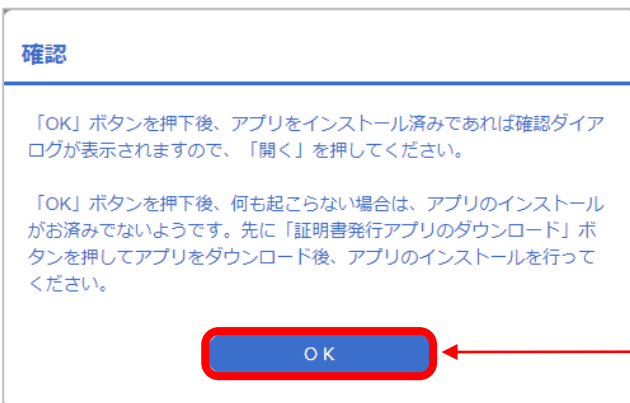 確認
「OK」ボタンを押下後、アプリをインストール済みであれば確認ダイア
ログが表示されますので、「開く」を押してください。
「OK」ボタンを押下後、何も起こらない場合は、アプリのインストール
がお済みでないようです。先に「証明書発行アプリのダウンロード」ボ
タンを押してアプリをダウンロード後、アプリのインストールを行って
ください。
OK